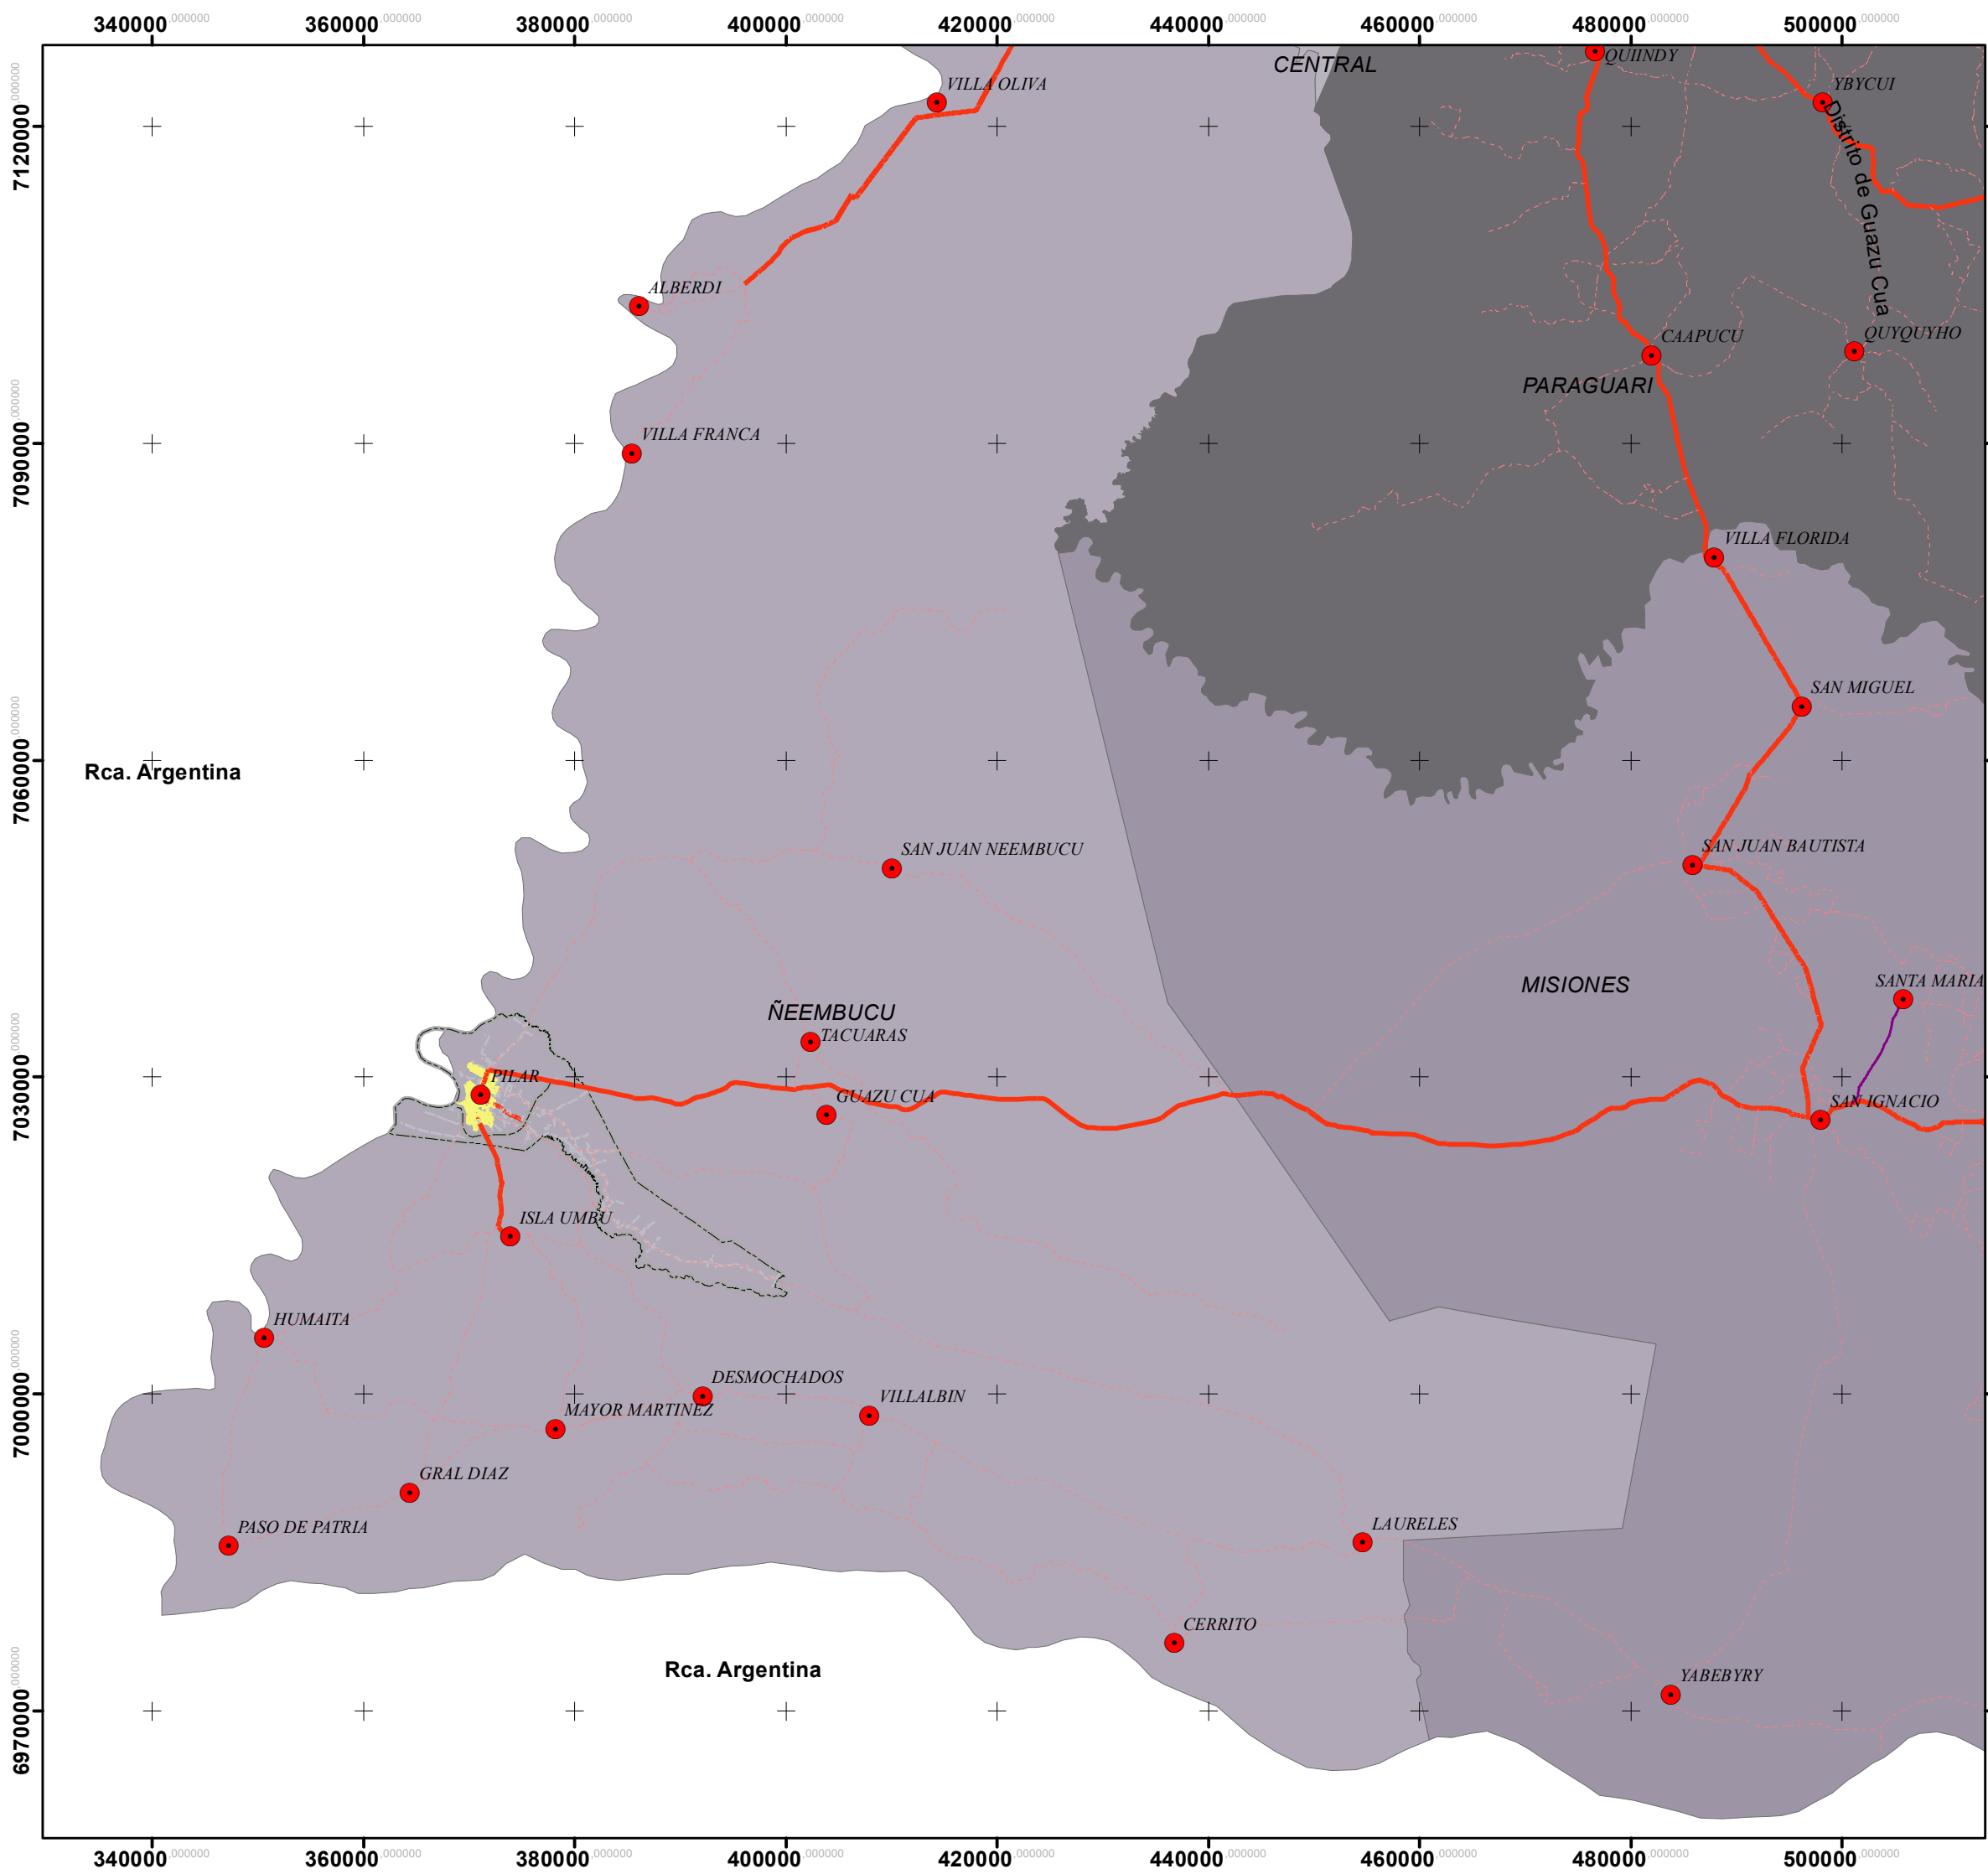 340000,000000 360000,000000 380000,000000 400000,000000 420000,000000 440000,000000 460000,000000 480000,000000 500000,000000
CENTRAL
QUIINDY
VILLA OLIVA
YBYCUI
7120000,000000
Distrito de Guazu Cua
ALBERDI
QUYQUYHO
CAAPUCU
PARAGUARI
VILLA FRANCA
7090000,000000
VILLA FLORIDA
SAN MIGUEL
7060000,000000
Rca. Argentina
SAN JUAN NEEMBUCU
SAN JUAN BAUTISTA
SANTA MARIA
MISIONES
ÑEEMBUCU
TACUARAS
7030000,000000
PILAR
GUAZU CUA
SAN IGNACIO
ISLA UMBU
HUMAITA
DESMOCHADOS
VILLALBIN
7000000,000000
MAYOR MARTINEZ
GRAL DIAZ
LAURELES
PASO DE PATRIA
CERRITO
Rca. Argentina
YABEBYRY
6970000,000000
340000,000000 360000,000000 380000,000000 400000,000000 420000,000000 440000,000000 460000,000000 480000,000000 500000,000000